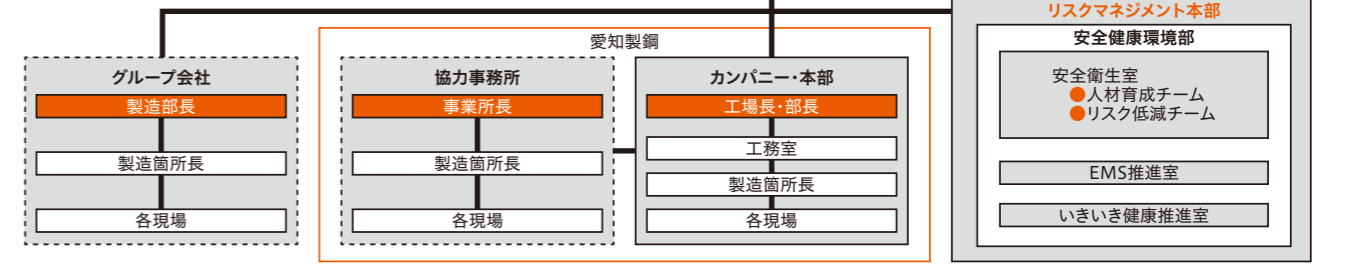 リスクマネジメント本部
愛知製鋼
安全健康環境部
グループ会社
製造部長
製造箇所長
各現場
協力事務所
事業所長
製造箇所長
各現場
カンパニー・本部
工場長・部長
工務室
製造箇所長
各現場
安全衛生室
●人材育成チーム
●リスク低減チーム
EMS推進室
いきいき健康推進室